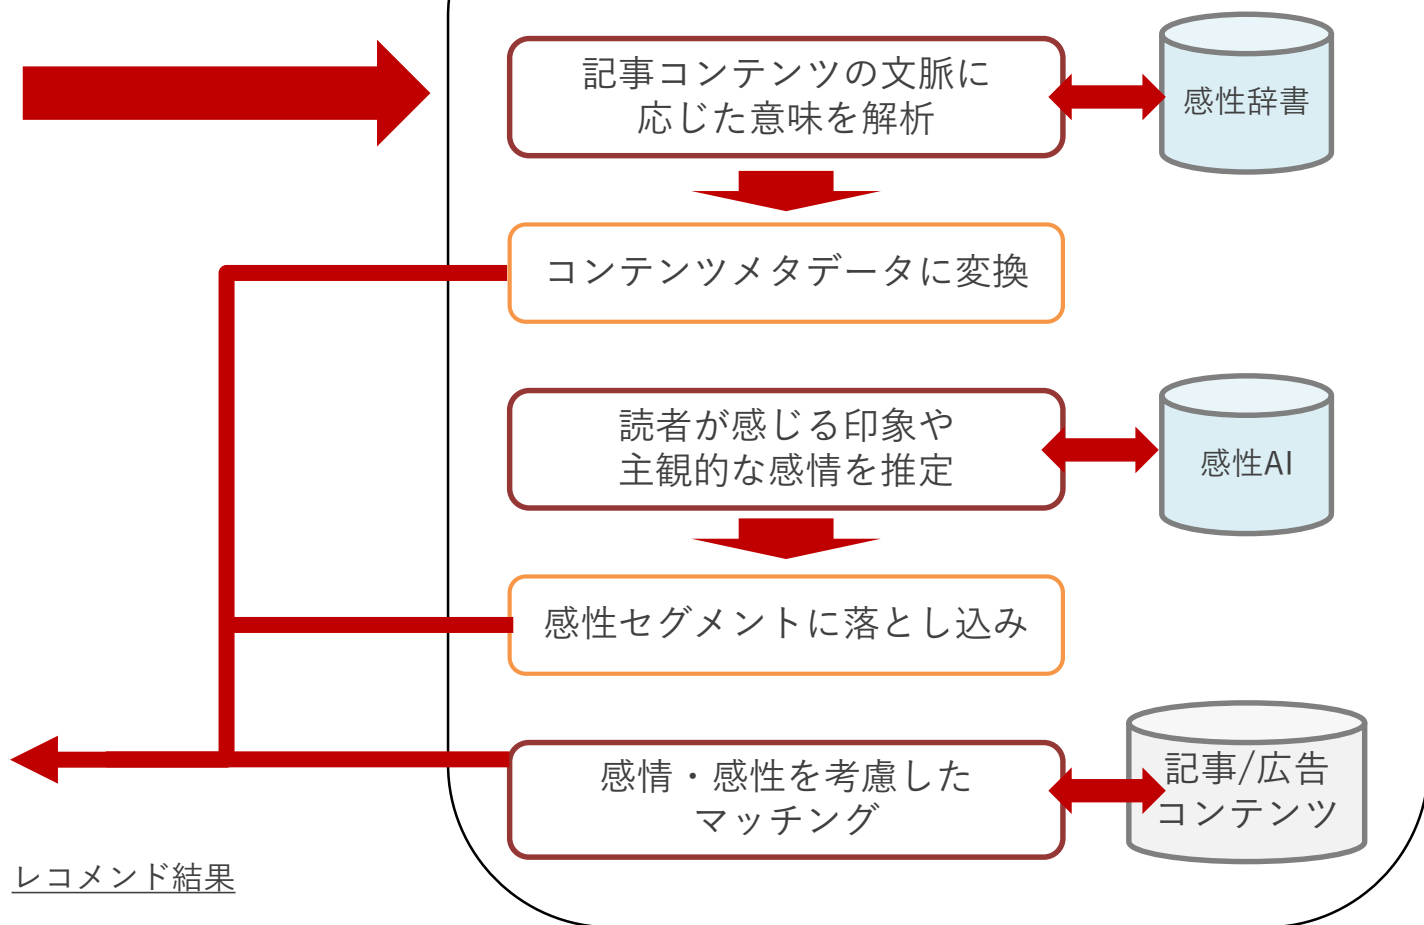 記事コンテンツの文脈に
応じた意味を解析
感性辞書
コンテンツメタデータに変換
読者が感じる印象や
主観的な感情を推定
感性AI
感性セグメントに落とし込み
感情・感性を考慮した
マッチング
記事/広告
コンテンツ
レコメンド結果